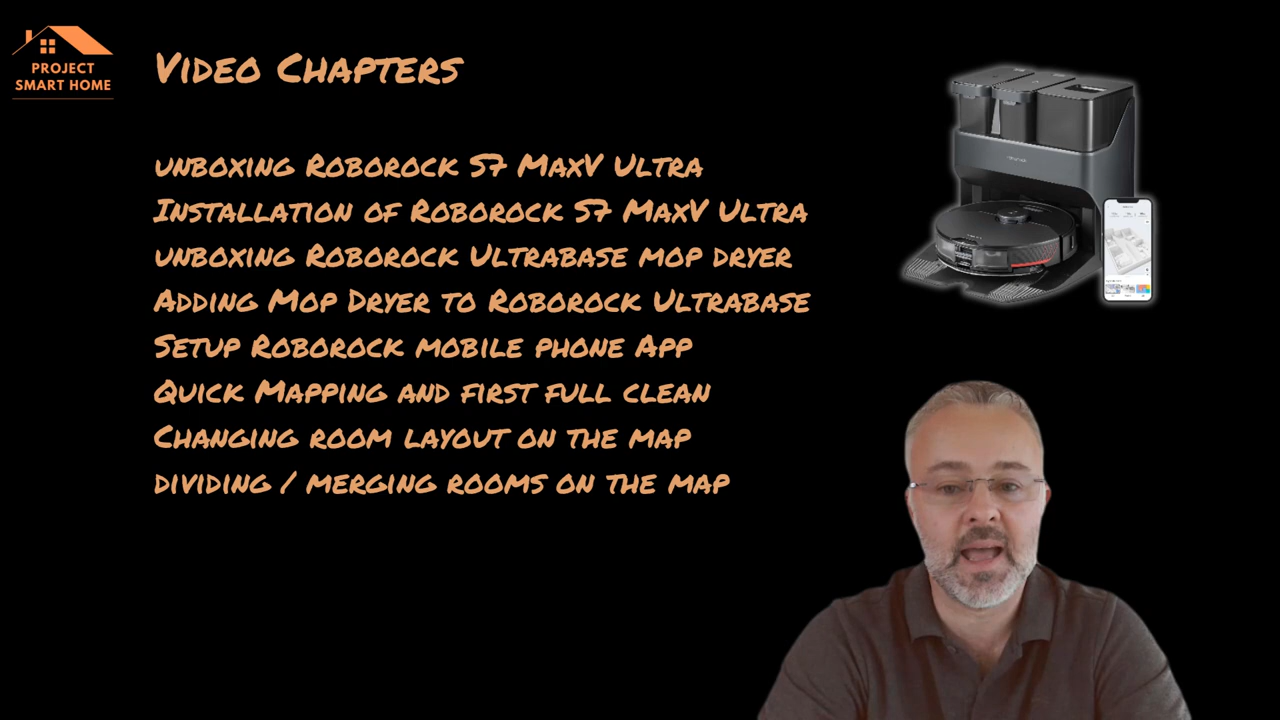 PROJECT
SMART HOME
Video Chapters
unboxing Roborock S7 MaxV Ultra
Installation of Roborock S7 MaxV Ultra
unboxing Roborock Ultrabase mop dryer
Adding Mop Dryer to Roborock Ultrabase
Setup Roborock mobile phone App
Quick Mapping and first full clean
Changing room layout on the map
dividing / merging rooms on the map